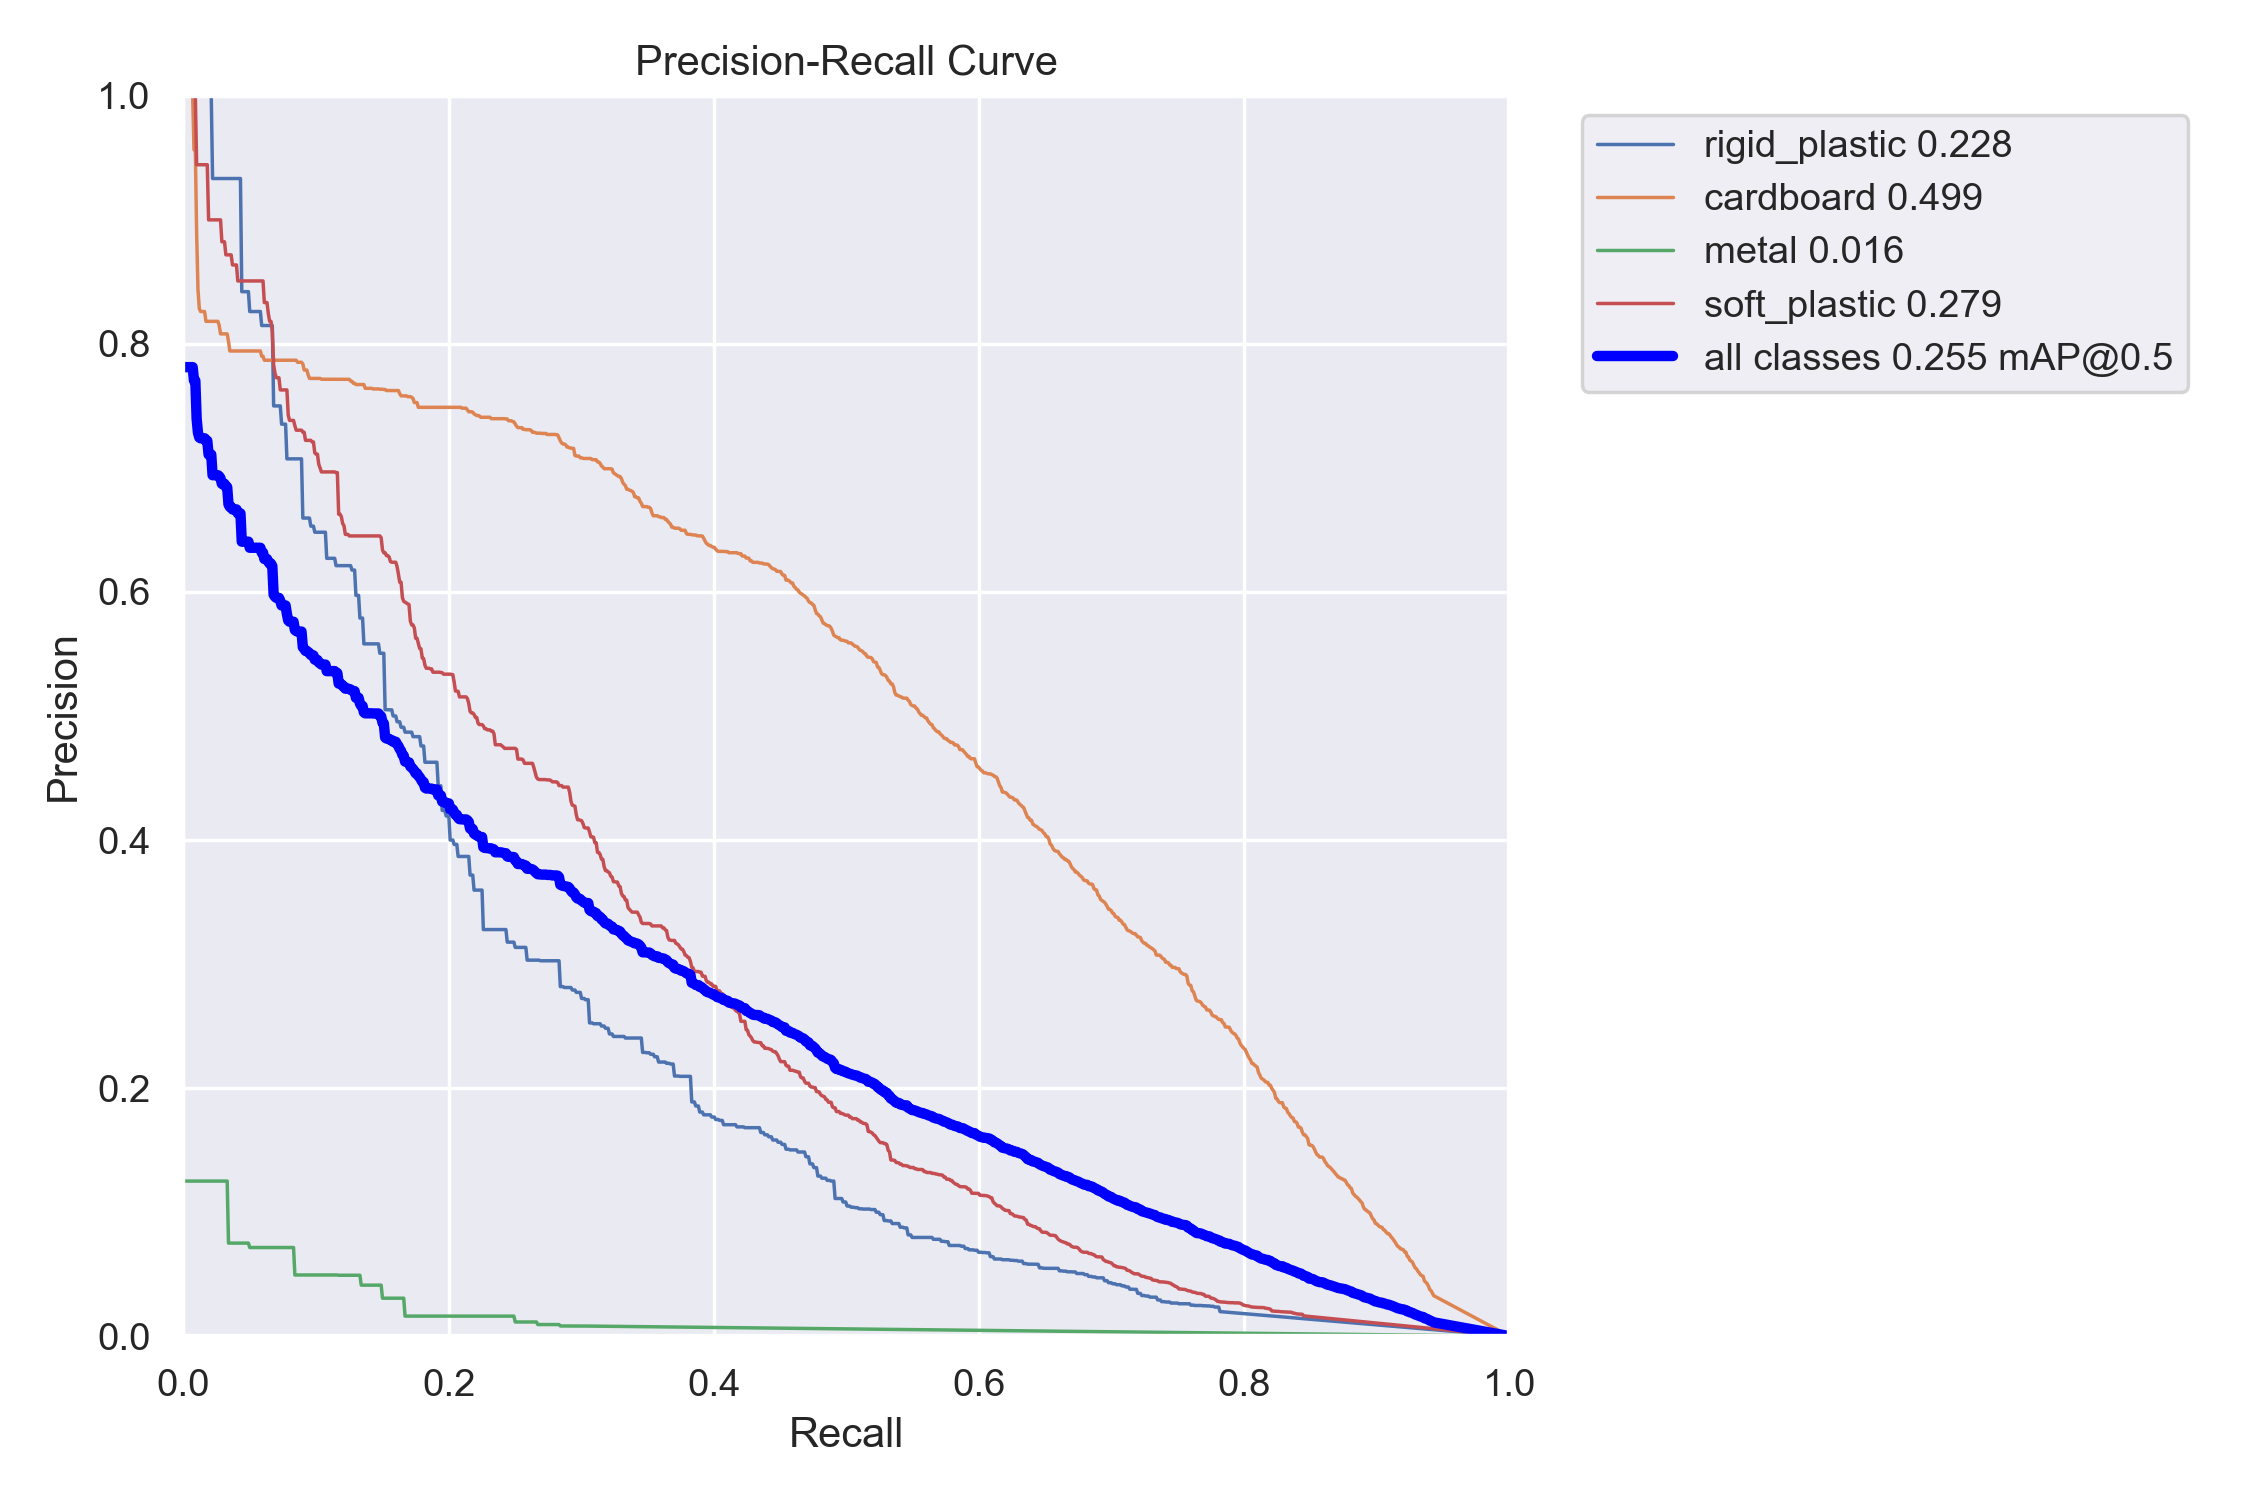 Precision-Recall Curve
1.0
0.8
0.6
0.4
0.2
0.0
Precision
0.0 0.2 0.4 0.6 0.8 1.0
Recall
rigid_plastic 0.228
cardboard 0.499
metal 0.016
soft_plastic 0.279
all classes 0.255 mAP@0.5